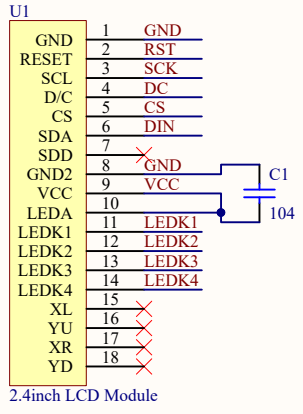 U1
GND 1 GND
RESET 2 RST
SCL 3 SCK
D/C 4 DC
CS 5 CS
SDA 6 DIN
SDD 7
GND2 8 GND
VCC 9 VCC
C1
LEDA 10
104
LEDK1 11 LEDK1
LEDK2 12 LEDK2
LEDK3 13 LEDK3
LEDK4 14 LEDK4
XL 15
YU 16
XR 17
YD 18
2.4inch LCD Module